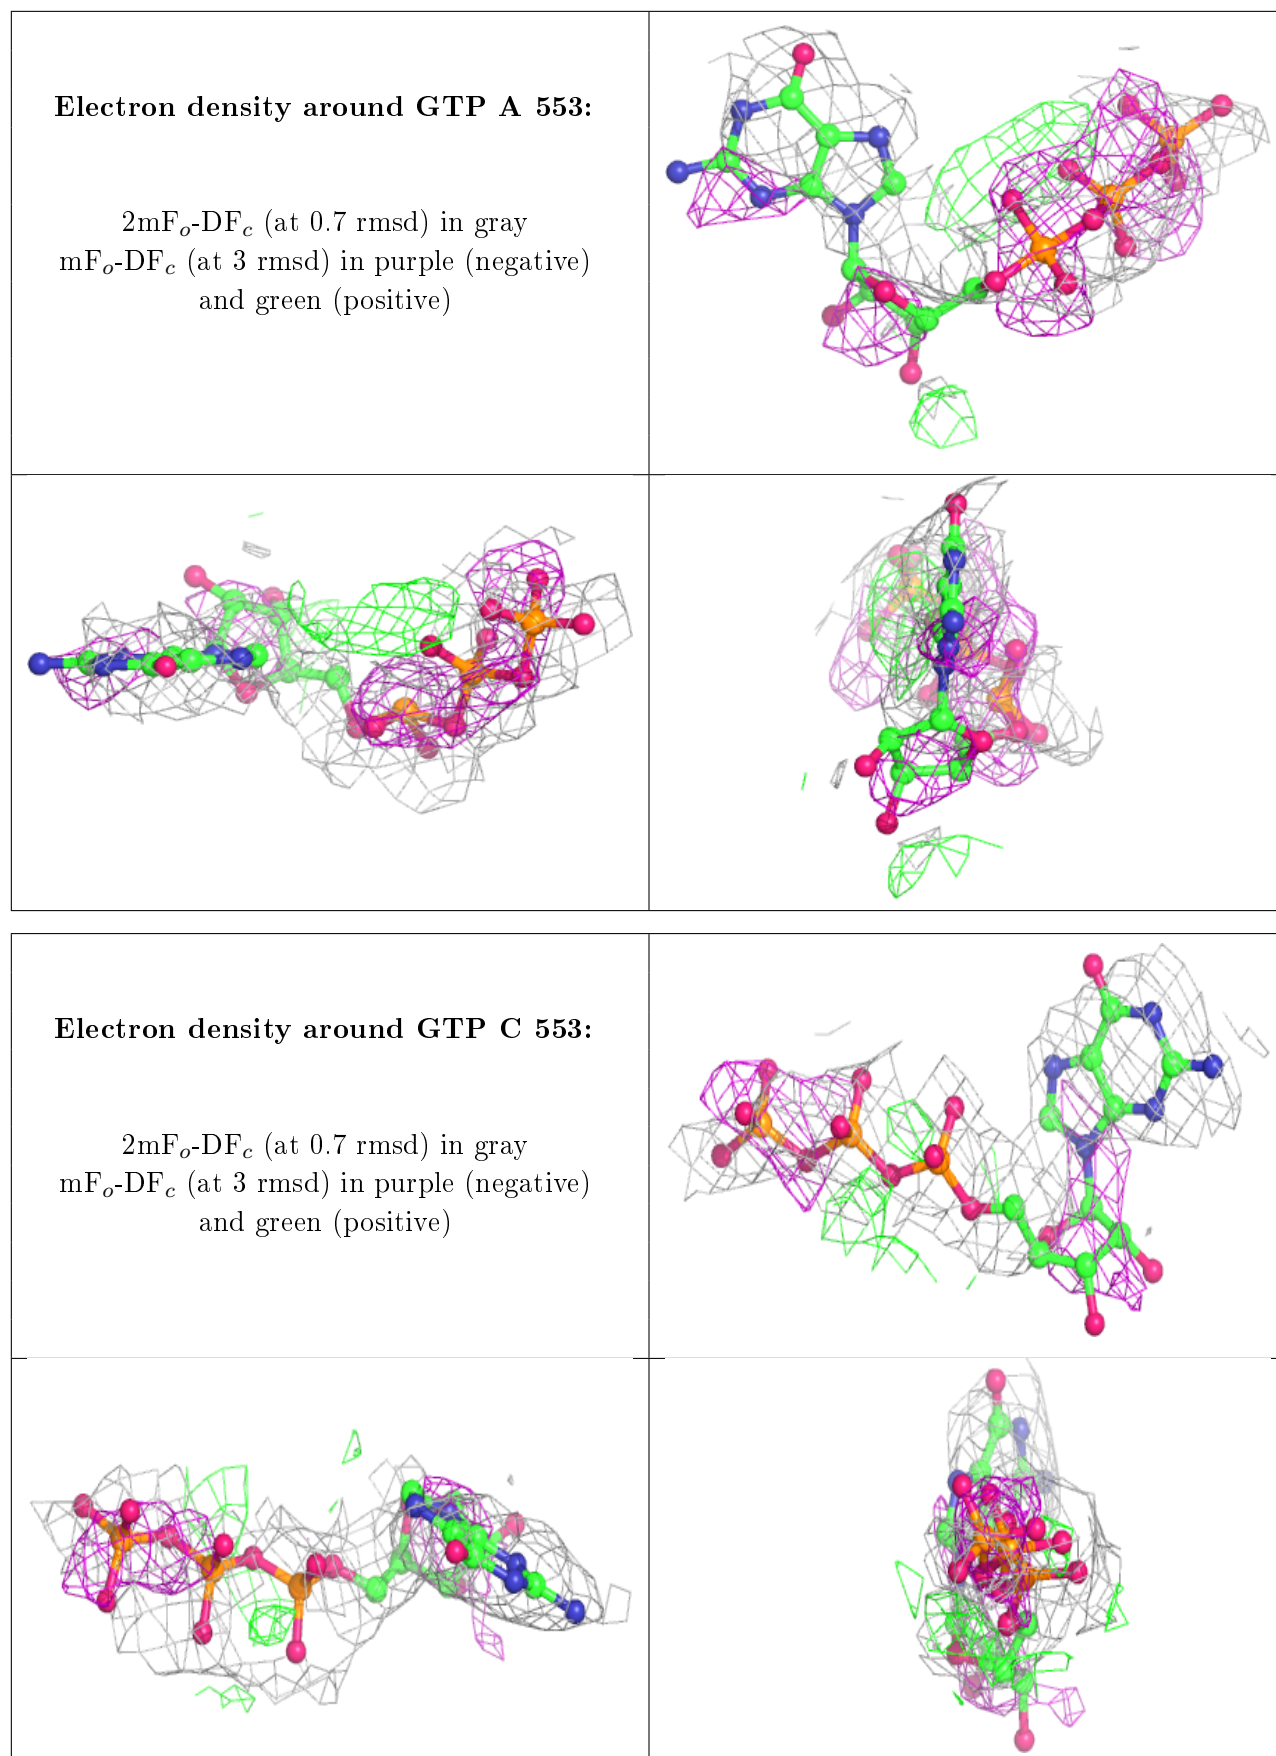 Electron density around GTP A 553:
2mFo-DFc (at 0.7 rmsd) in gray
mFo-DFc (at 3 rmsd) in purple (negative)
and green (positive)
Electron density around GTP C 553:
2mFo-DFc (at 0.7 rmsd) in gray
mFo-DFc (at 3 rmsd) in purple (negative)
and green (positive)